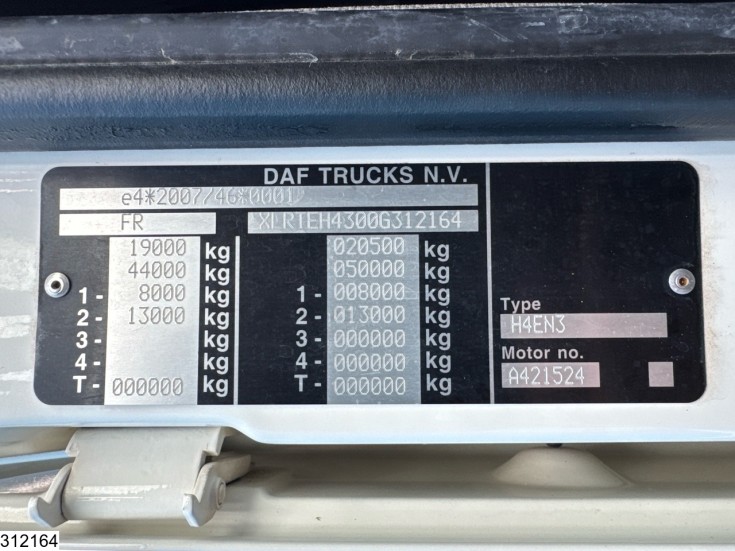 DAF TRUCKS N.V.
e4*2007/46*0001
FR XLRTEH4300G312164
19000 kg 020500 kg
44000 kg 050000 kg
1- 8000 kg 1- 008000 kg
2- 13000 kg 2- 013000 kg
3- kg 3- 000000 kg
4- kg 4- 000000 kg
T- 000000 kg T- 000000 kg
Type
H4EN3
Motor no.
A421524
312164